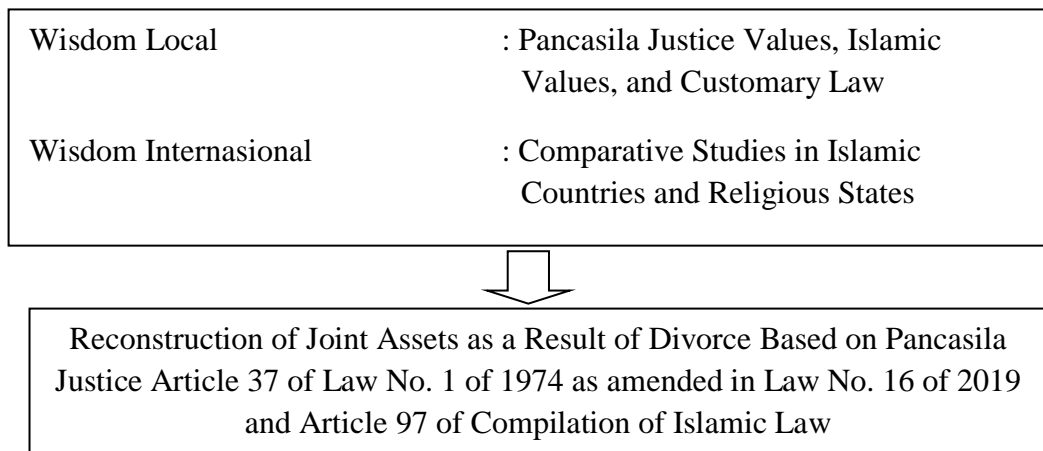 Wisdom Local : Pancasila Justice Values, Islamic
Values, and Customary Law
Wisdom Internasional : Comparative Studies in Islamic
Countries and Religious States
Reconstruction of Joint Assets as a Result of Divorce Based on Pancasila
Justice Article 37 of Law No. 1 of 1974 as amended in Law No. 16 of 2019
and Article 97 of Compilation of Islamic Law